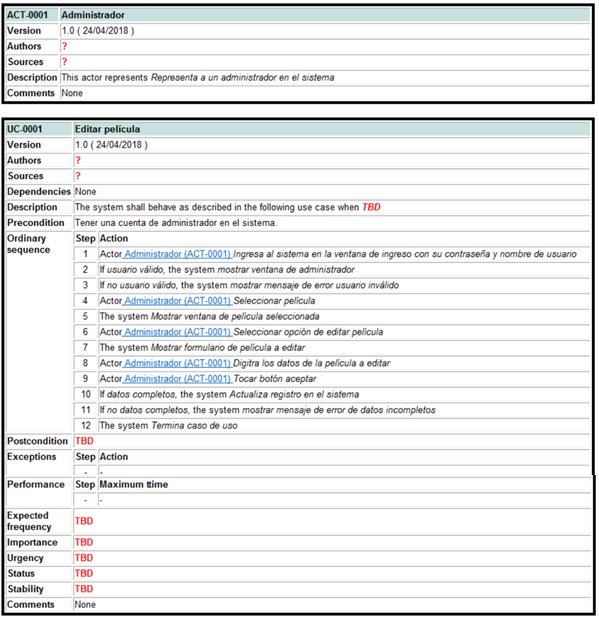 ACT-0001 Administrador
Version 1.0 ( 24/04/2018 )
Authors ?
Sources ?
Description This actor represents Representa a un administrador en el sistema
Comments None
UC-0001 Editar pelicula
Version 1.0 ( 24/04/2018 )
Authors ?
Sources ?
Dependencies None
Description The system shall behave as described in the following use case when TBD
Precondition Tener una cuenta de administrador en el sistema.
Ordinary sequence Step Action
1 Actor Administrador (ACT-0001) Ingresa al sistema en la ventana de ingreso con su contraseña y nombre de usuario
2 If usuario válido, the system mostrar ventana de administrador
3 If no usuario válido, the system mostrar mensaje de error usuario inválido
4 Actor Administrador (ACT-0001) Seleccionar película
5 The system Mostrar ventana de película seleccionada
6 Actor Administrador (ACT-0001) Seleccionar opción de editar película
7 The system Mostrar formulario de película a editar
8 Actor Administrador (ACT-0001) Digitra los datos de la película a editar
9 Actor Administrador (ACT-0001) Tocar botón aceptar
10 If datos completos, the system Actualiza registro en el sistema
11 If no datos completos, the system mostrar mensaje de error de datos incompletos
12 The system Termina caso de uso
Postcondition TBD
Exceptions Step Action
- -
Performance Step Maximum ttime
- -
Expected frequency TBD
Importance TBD
Urgency TBD
Status TBD
Stability TBD
Comments None